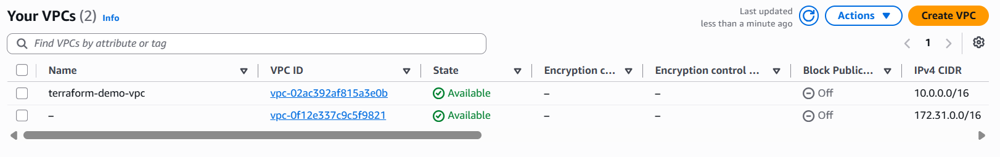 Your VPCs (2) Info
Last updated
less than a minute ago
Actions
Create VPC
Find VPCs by attribute or tag
1
Name VPC ID State Encryption c... Encryption control ... Block Public... IPv4 CIDR
terraform-demo-vpc vpc-02ac392af815a3e0b Available – – Off 10.0.0.0/16
– vpc-0f12e337c9c5f9821 Available – – Off 172.31.0.0/16